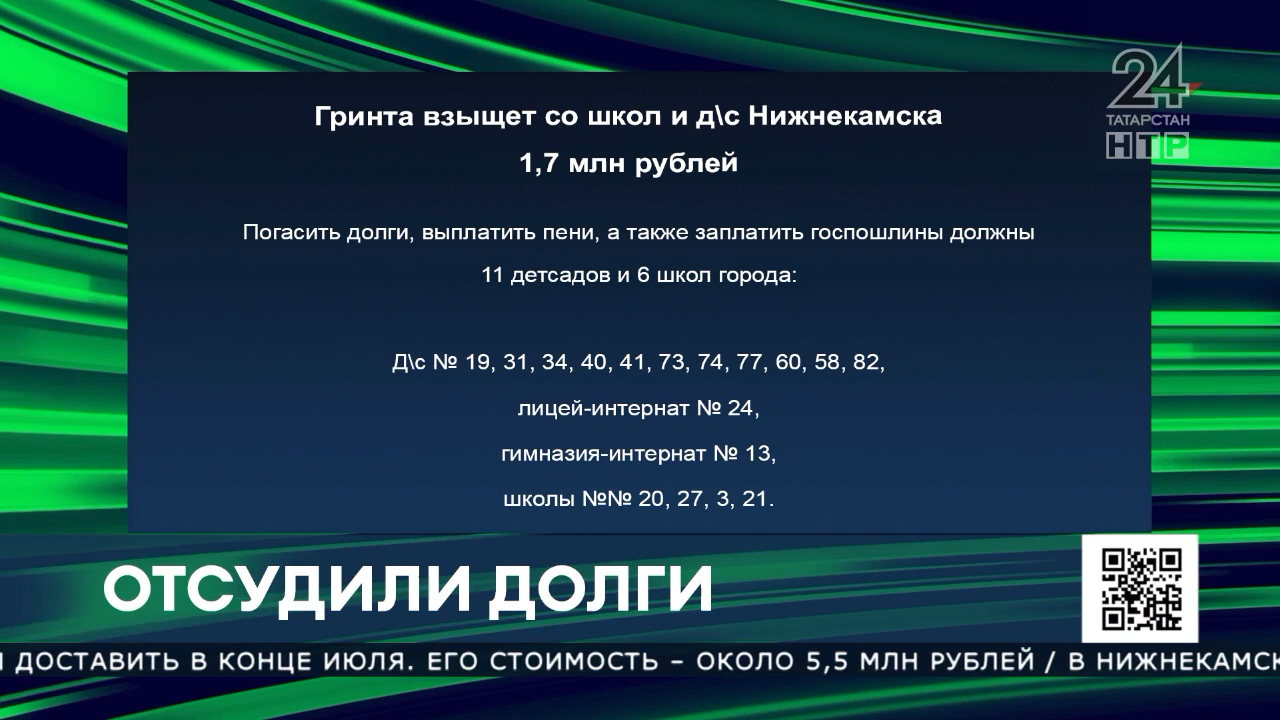 24
ТАТАРСТАН
НТР
Гринта взыщет со школ и д\с Нижнекамска
1,7 млн рублей
Погасить долги, выплатить пени, а также заплатить госпошлины должны
11 детсадов и 6 школ города:
Д\с № 19, 31, 34, 40, 41, 73, 74, 77, 60, 58, 82,
лицей-интернат № 24,
гимназия-интернат № 13,
школы №№ 20, 27, 3, 21.
ОТСУДИЛИ ДОЛГИ
ДОСТАВИТЬ В КОНЦЕ ИЮЛЯ. ЕГО СТОИМОСТЬ – ОКОЛО 5,5 МЛН РУБЛЕЙ / В НИЖНЕКАМСК